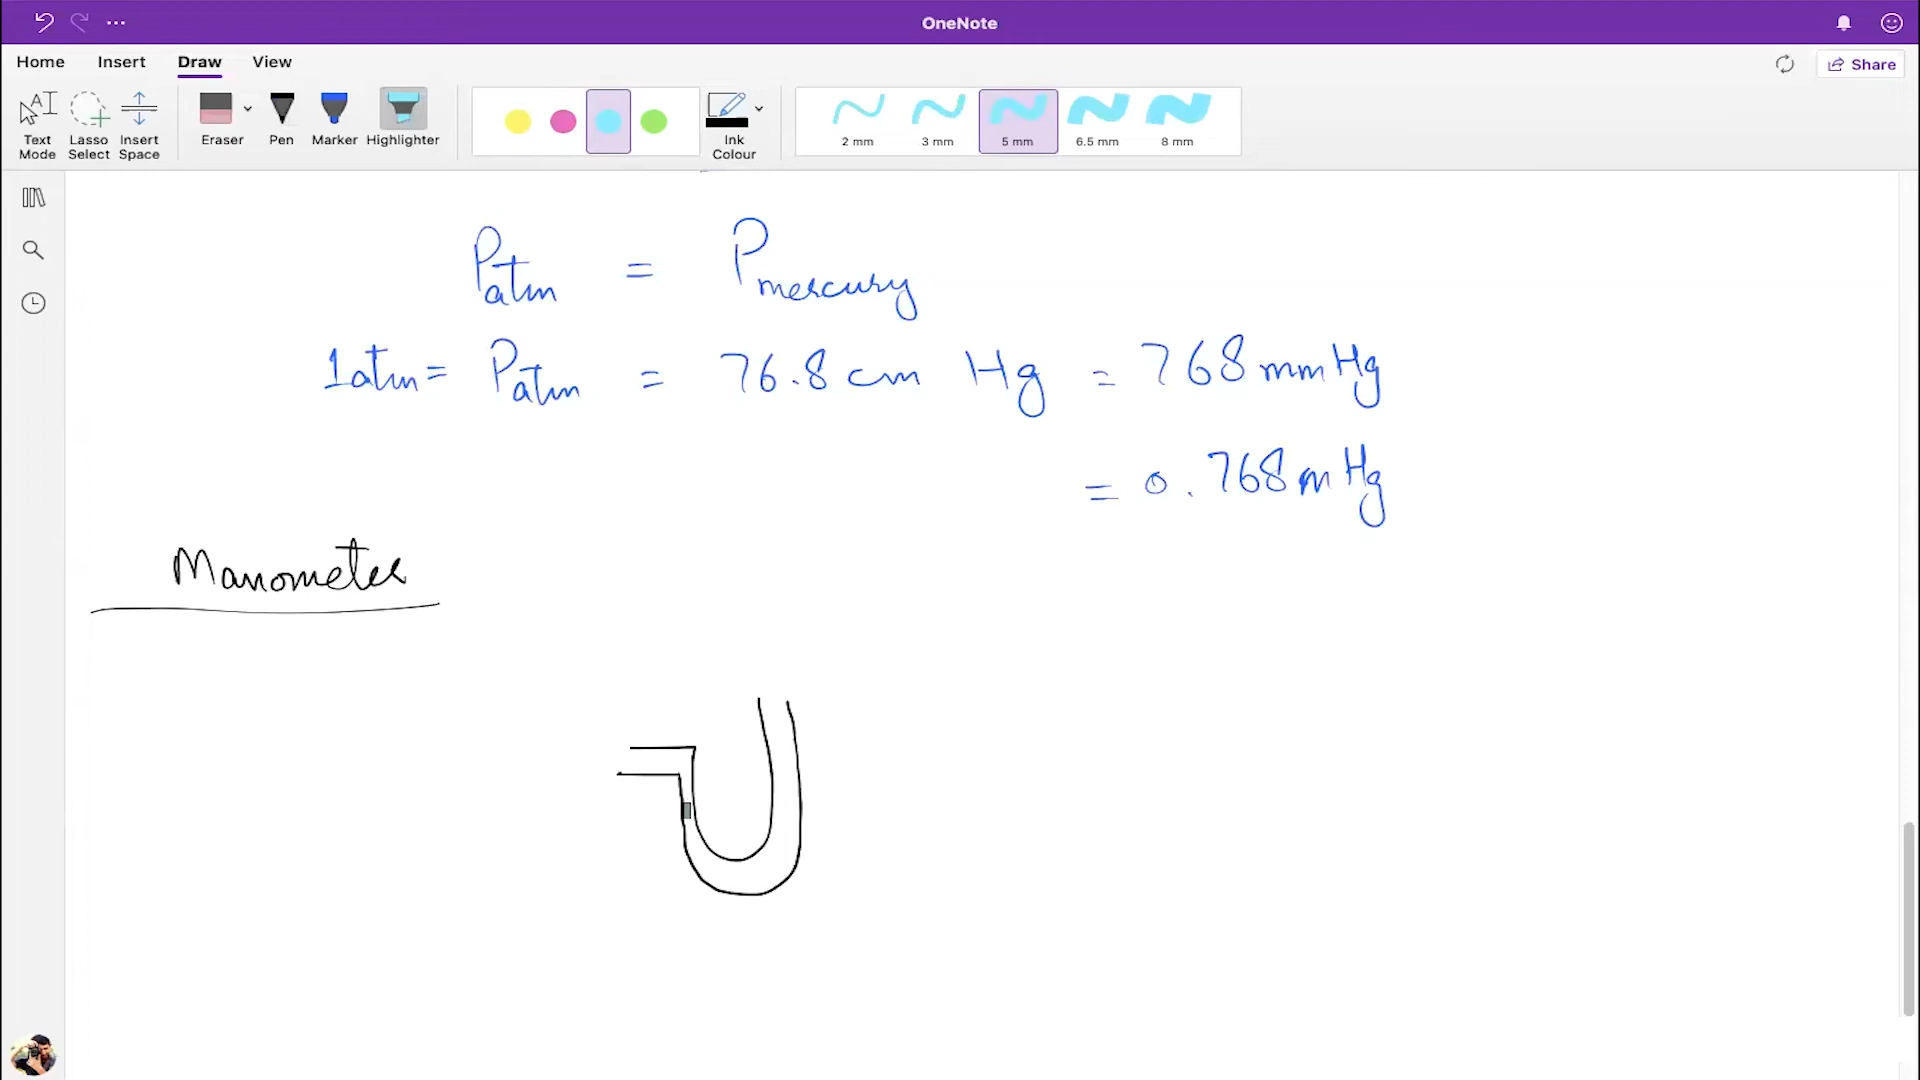 OneNote
Home Insert Draw View
Share
Text Mode
Lasso Select
Insert Space
Eraser
Pen
Marker
Highlighter
Ink Colour
2 mm
3 mm
5 mm
6.5 mm
8 mm
Patm = Pmercury
1atm = Patm = 76.8 cm Hg = 768 mm Hg
= 0.768 m Hg
Manometer